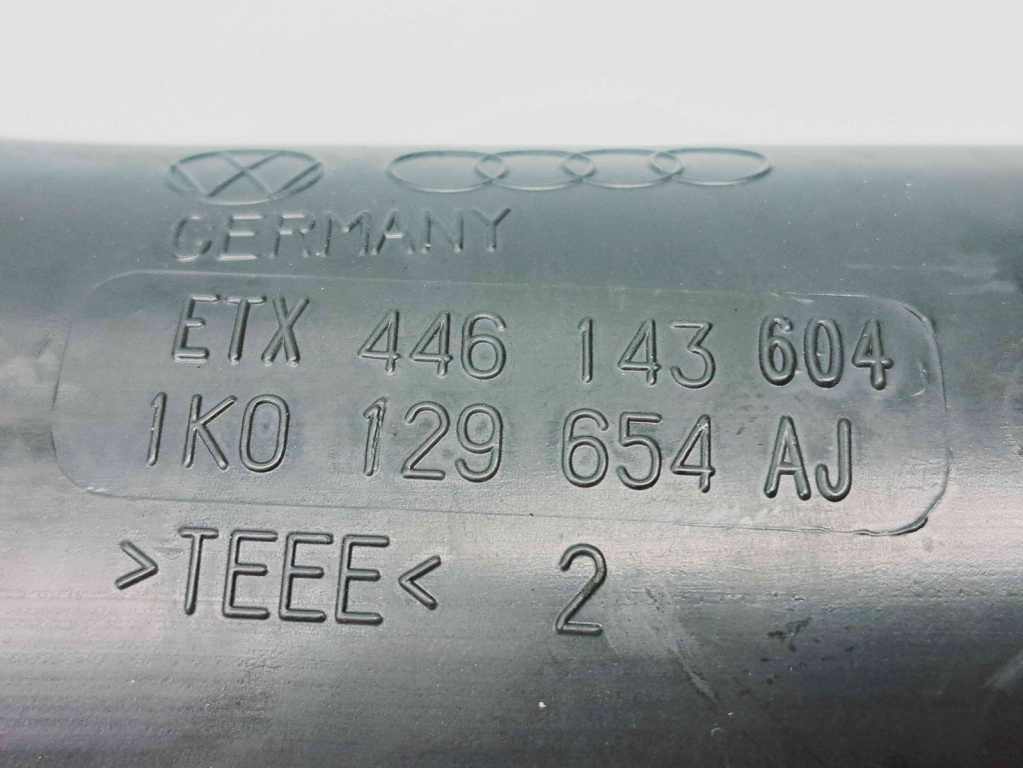 GERMANY
ETX 446 143 604
1K0 129 654 AJ
>TEEE< 2